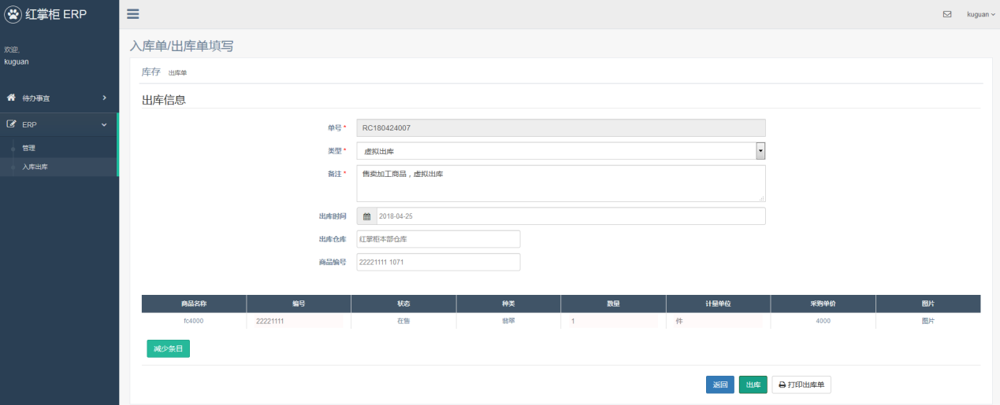 红掌柜 ERP
kuguan
欢迎,
kuguan
待办事宜
ERP
管理
入库出库
入库单/出库单填写
库存 出库单
出库信息
单号 * RC180424007
类型 * 虚拟出库
备注 * 售卖加工商品，虚拟出库
出库时间 2018-04-25
出库仓库 红掌柜本部仓库
商品编号 22221111 1071
商品名称 编号 状态 种类 数量 计量单位 采购单价 图片
fc4000 22221111 在售 翡翠 1 件 4000 图片
减少条目
返回 出库 打印出库单